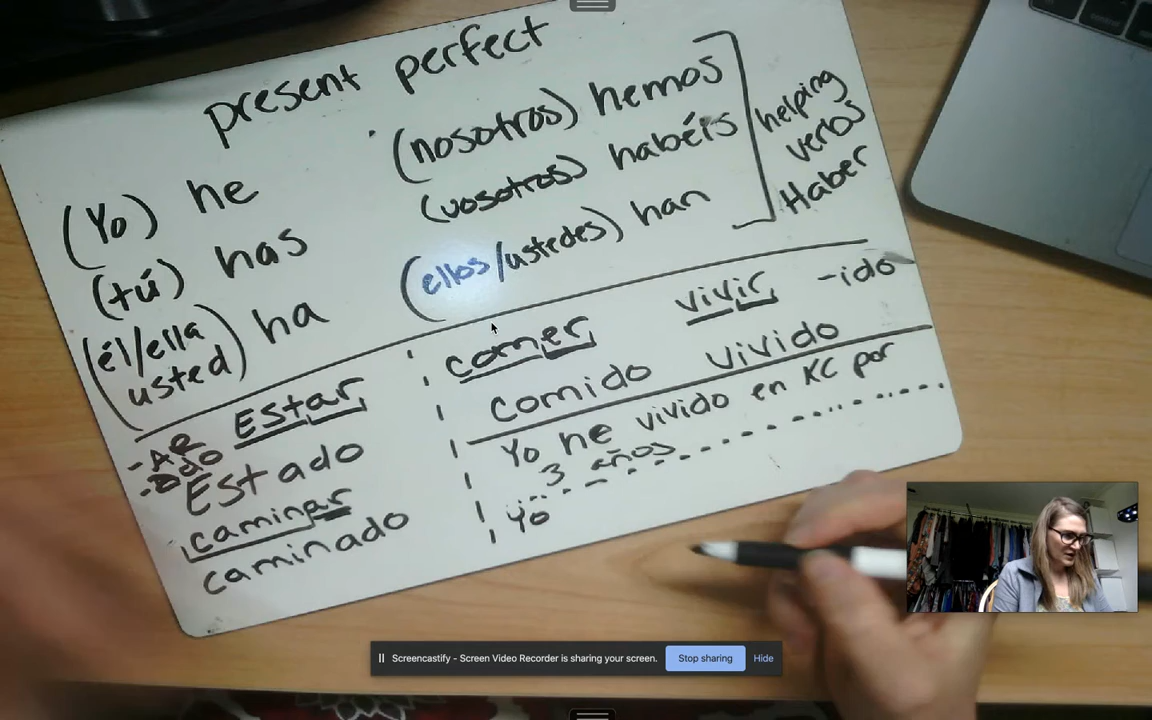 present perfect
(Yo) he
(tú) has
(él/ella
usted) ha
(nosotros) hemos
(vosotros) habéis
(ellos/ustedes) han
helping
verbs
Haber
-AR
Estar
Estado
caminar
caminado
comer
comido
vivir -ido
vivido
Yo he vivido en KC por
3 años
Yo
Screencastify - Screen Video Recorder is sharing your screen.
Stop sharing
Hide